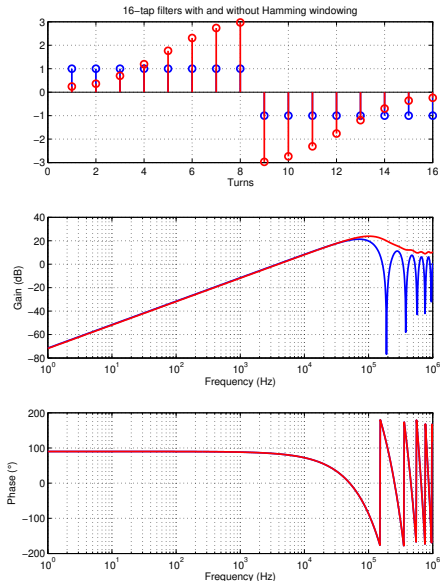 16-tap filters with and without Hamming windowing
3
2
1
0
−1
−2
−3
0 2 4 6 8 10 12 14 16
Turns
40
20
0
−20
−40
−60
−80
Gain (dB)
10^0 10^1 10^2 10^3 10^4 10^5 10^6
Frequency (Hz)
200
100
0
−100
−200
Phase (°)
10^0 10^1 10^2 10^3 10^4 10^5 10^6
Frequency (Hz)